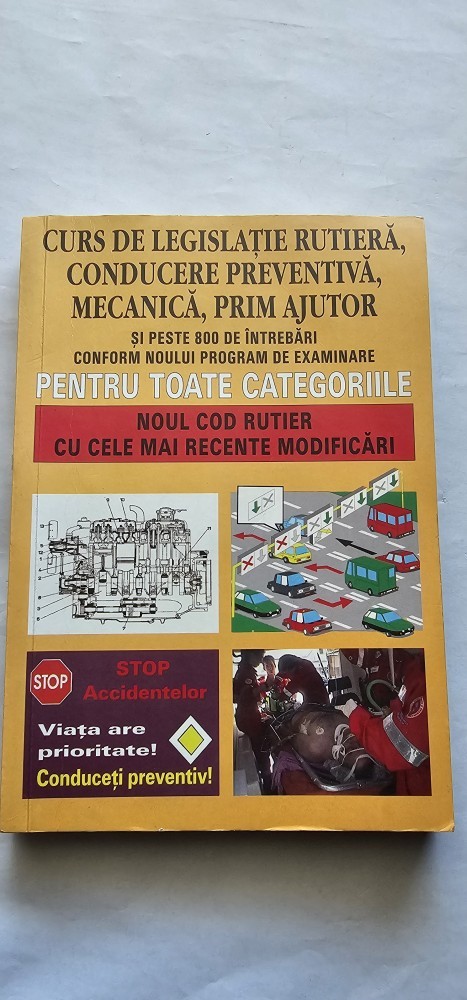 CURS DE LEGISLAȚIE RUTIERĂ,
CONDUCERE PREVENTIVĂ,
MECANICĂ, PRIM AJUTOR
ȘI PESTE 800 DE ÎNTREBĂRI
CONFORM NOULUI PROGRAM DE EXAMINARE
PENTRU TOATE CATEGORIILE
NOUL COD RUTIER
CU CELE MAI RECENTE MODIFICĂRI
STOP
STOP
Accidentelor
Viața are
prioritate!
Conduceți preventiv!